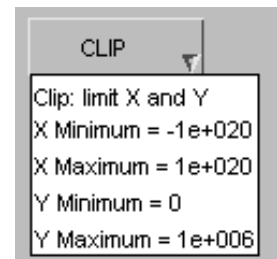 CLIP
Clip: limit X and Y
X Minimum = -1e+020
X Maximum = 1e+020
Y Minimum = 0
Y Maximum = 1e+006